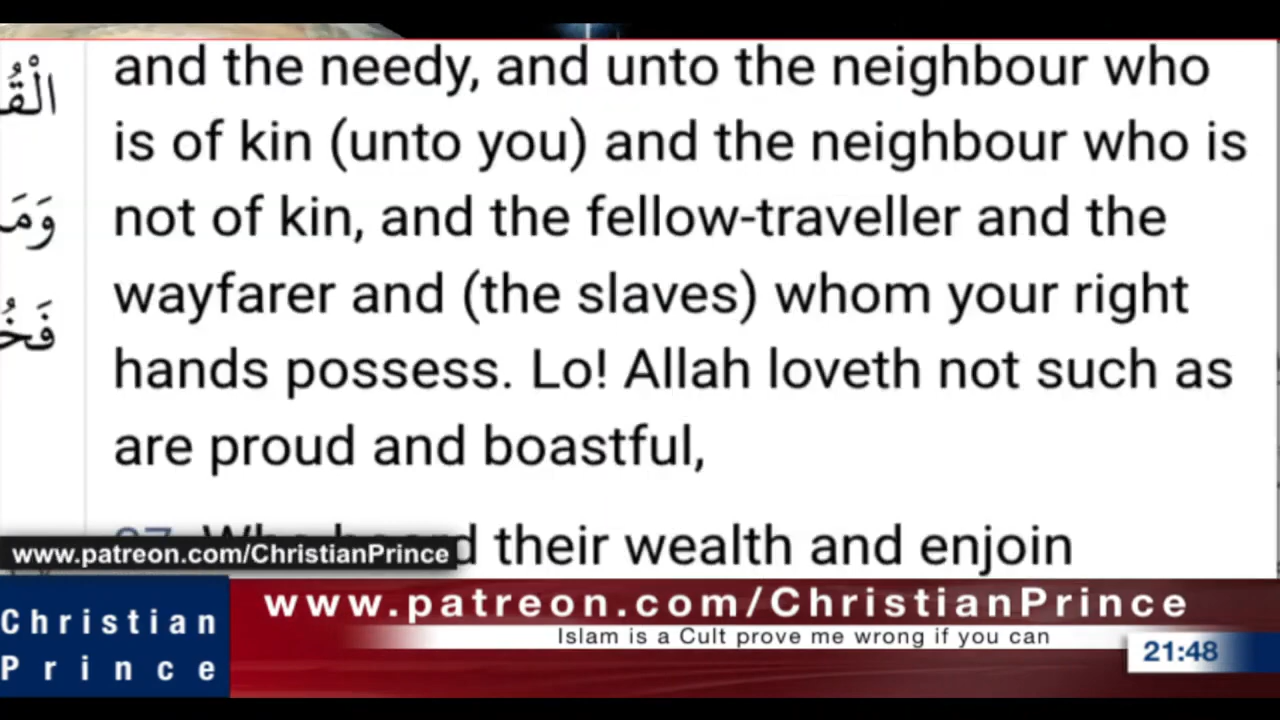 and the needy, and unto the neighbour who
is of kin (unto you) and the neighbour who is
not of kin, and the fellow-traveller and the
wayfarer and (the slaves) whom your right
hands possess. Lo! Allah loveth not such as
are proud and boastful,
their wealth and enjoin
www.patreon.com/ChristianPrince
www.patreon.com/ChristianPrince
Islam is a Cult prove me wrong if you can
Christian
Prince
21:48